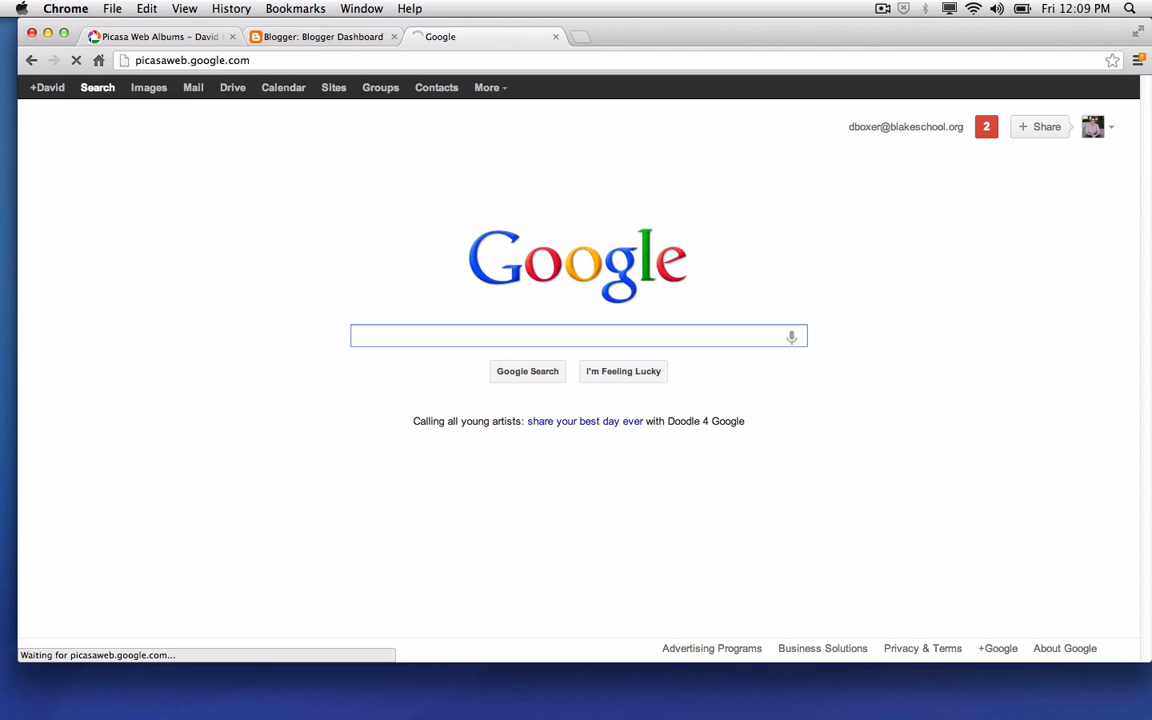 Chrome File Edit View History Bookmarks Window Help Fri 12:09 PM
Picasa Web Albums – David Blogger: Blogger Dashboard Google
picasaweb.google.com
+David Search Images Mail Drive Calendar Sites Groups Contacts More
dboxer@blakeschool.org 2 + Share
Google
Google Search I'm Feeling Lucky
Calling all young artists: share your best day ever with Doodle 4 Google
Advertising Programs Business Solutions Privacy & Terms +Google About Google
Waiting for picasaweb.google.com...